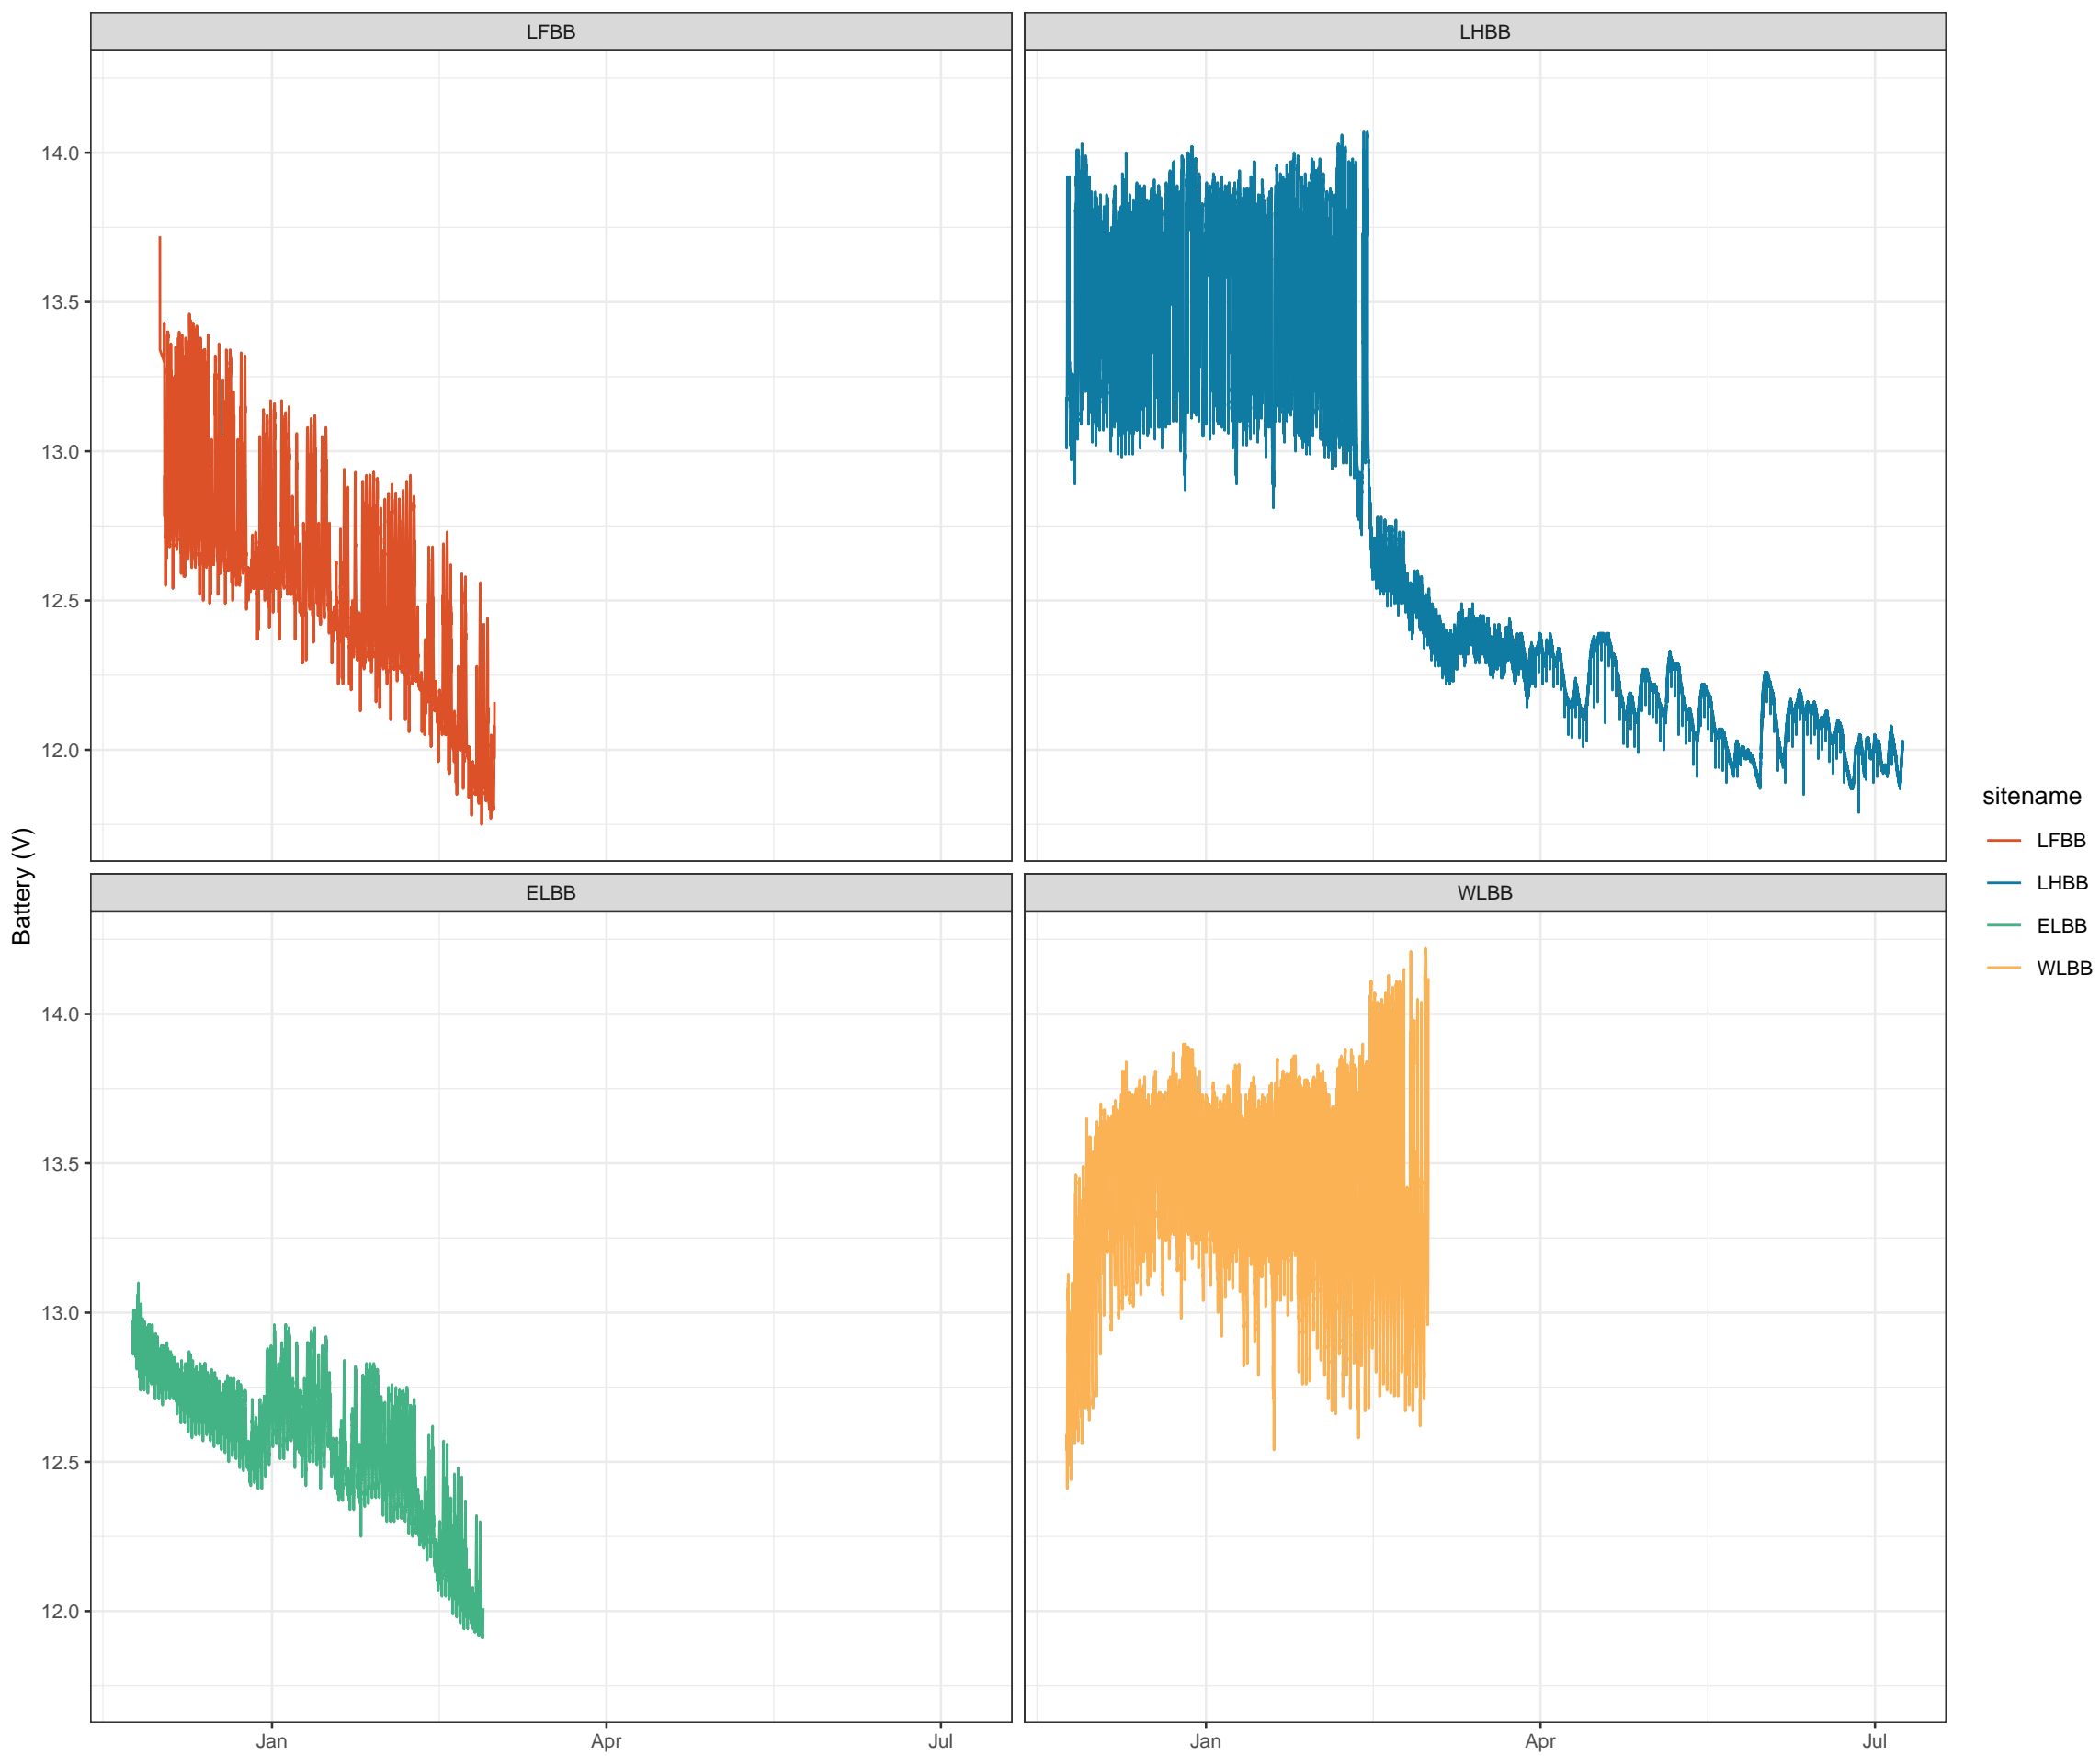 LFBB
LHBB
14.0
13.5
13.0
12.5
12.0
ELBB
WLBB
14.0
13.5
13.0
12.5
12.0
Jan
Apr
Jul
Jan
Apr
Jul
Battery (V)
sitename
LFBB
LHBB
ELBB
WLBB